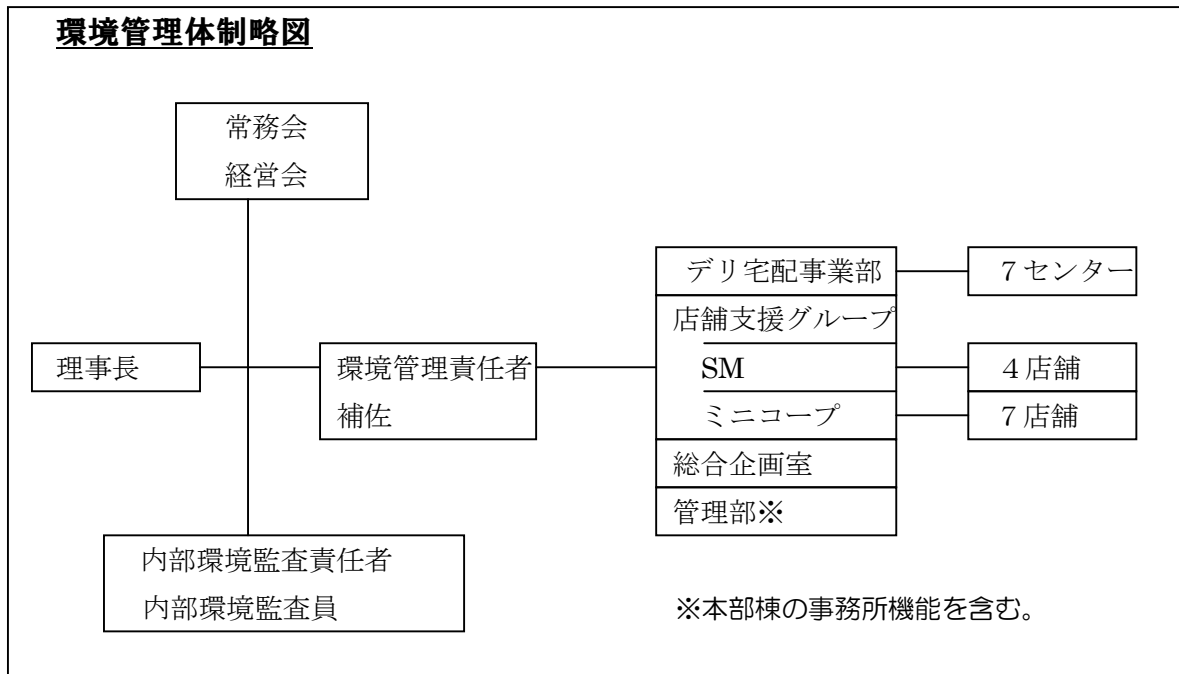 環境管理体制略図
常務会
経営会
理事長
環境管理責任者
補佐
デリ宅配事業部
7センター
店舗支援グループ
SM
4店舗
ミニコープ
7店舗
総合企画室
管理部※
内部環境監査責任者
内部環境監査員
※本部棟の事務所機能を含む。